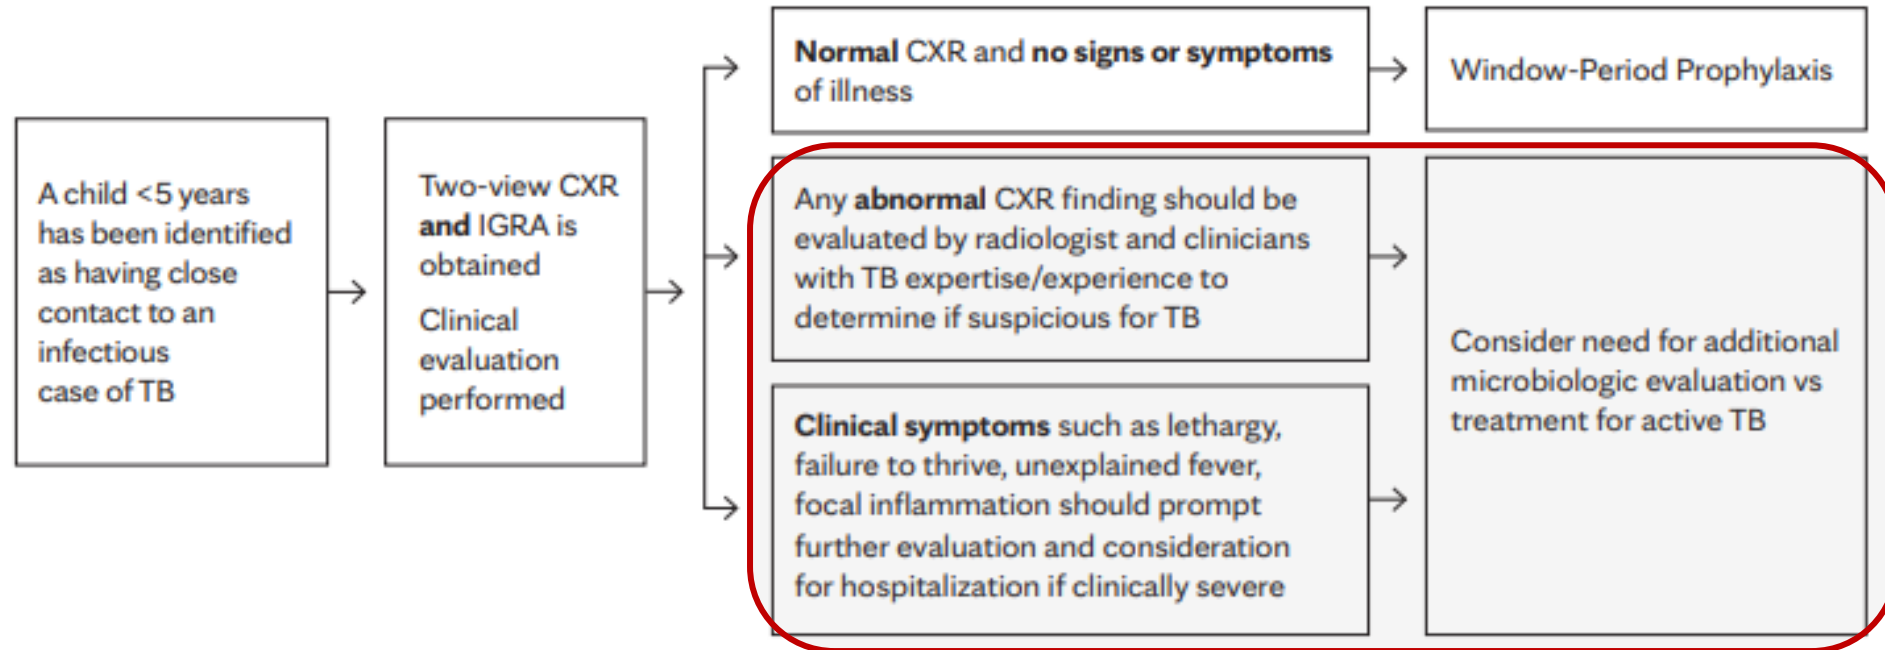 A child <5 years
has been identified
as having close
contact to an
infectious
case of TB
Two-view CXR
and IGRA is
obtained
Clinical
evaluation
performed
Normal CXR and no signs or symptoms
of illness
Window-Period Prophylaxis
Any abnormal CXR finding should be
evaluated by radiologist and clinicians
with TB expertise/experience to
determine if suspicious for TB
Clinical symptoms such as lethargy,
failure to thrive, unexplained fever,
focal inflammation should prompt
further evaluation and consideration
for hospitalization if clinically severe
Consider need for additional
microbiologic evaluation vs
treatment for active TB